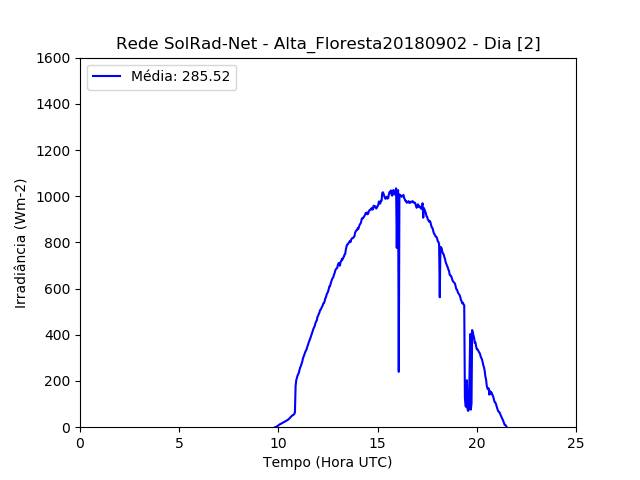 Rede SolRad-Net - Alta_Floresta20180902 - Dia [2]
Média: 285.52
1600
1400
1200
1000
800
600
400
200
0
Irradiância (Wm-2)
0 5 10 15 20 25
Tempo (Hora UTC)